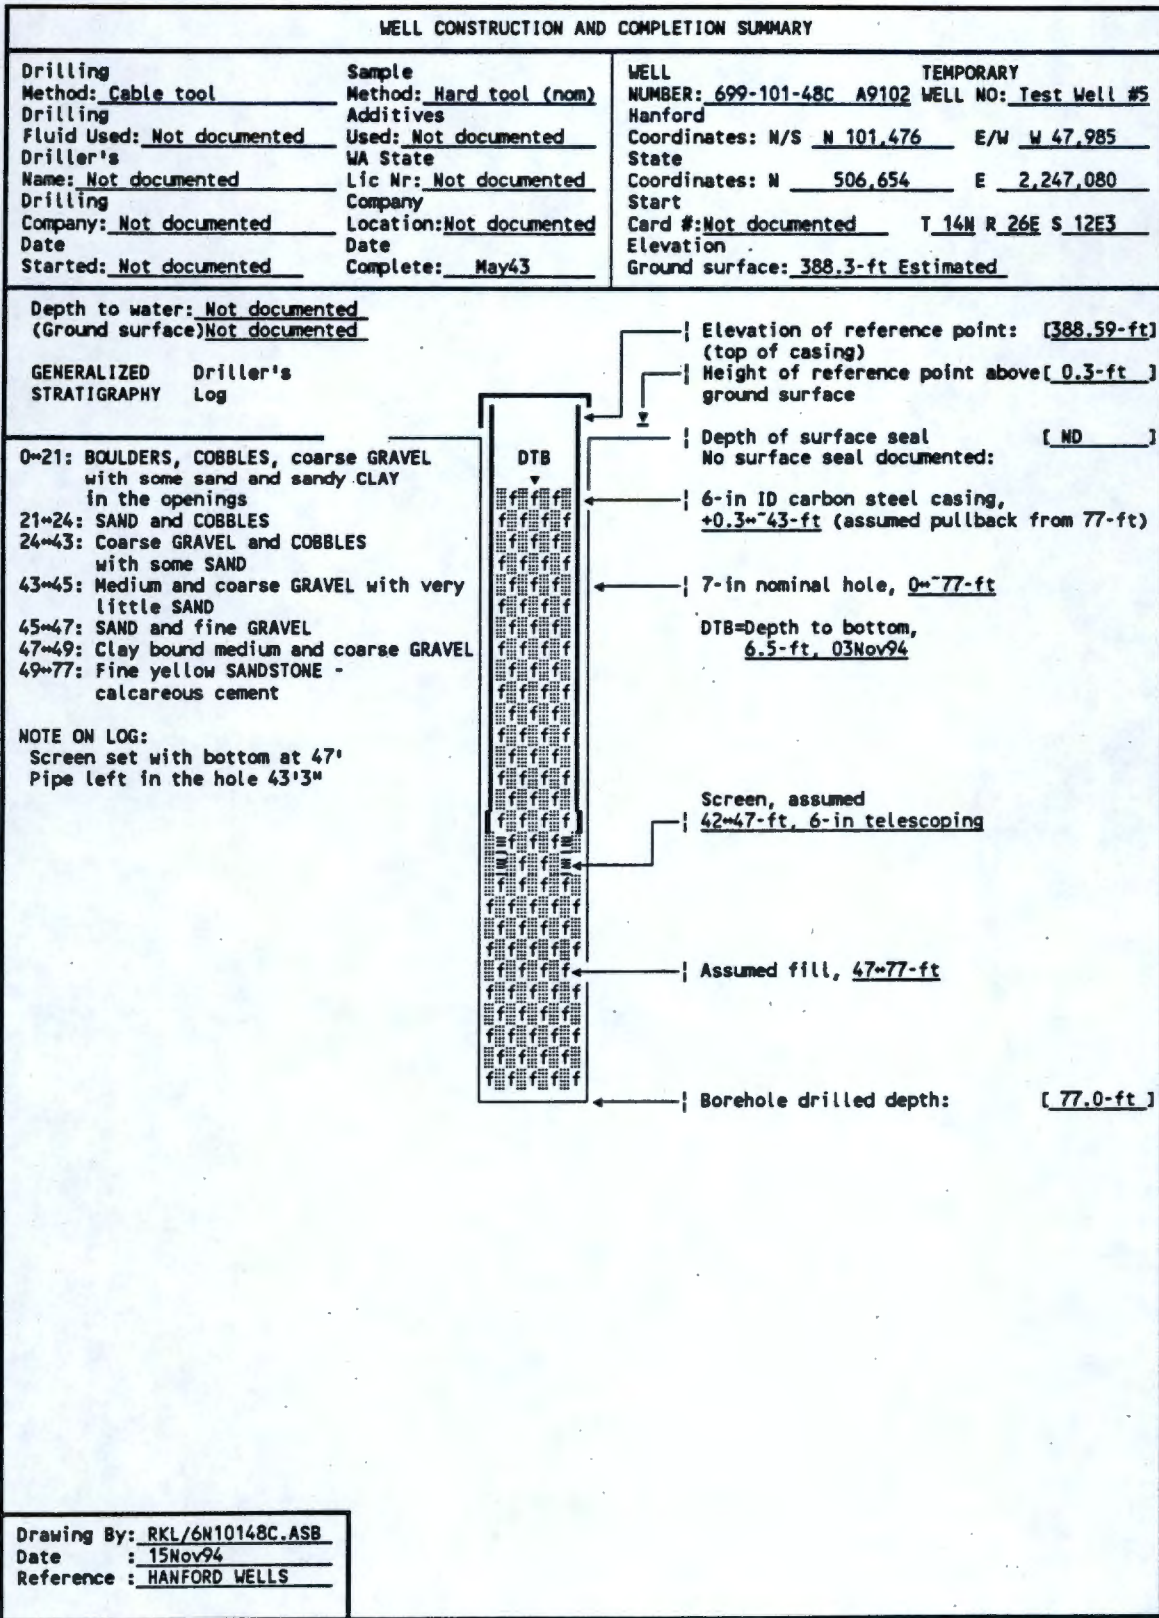 WELL CONSTRUCTION AND COMPLETION SUMMARY
Drilling Sample
Method: Cable tool Method: Hard tool (nom)
Drilling Additives
Fluid Used: Not documented Used: Not documented
Driller's WA State
Name: Not documented Lic Nr: Not documented
Drilling Company
Company: Not documented Location: Not documented
Date Date
Started: Not documented Complete: May43
WELL TEMPORARY
NUMBER: 699-101-48C A9102 WELL NO: Test Well #5
Hanford
Coordinates: N/S N 101,476 E/W W 47,985
State
Coordinates: N 506,654 E 2,247,080
Start
Card #: Not documented T 14N R 26E S 12E3
Elevation
Ground surface: 388.3-ft Estimated
Depth to water: Not documented
(Ground surface) Not documented
GENERALIZED Driller's
STRATIGRAPHY Log
0↔21: BOULDERS, COBBLES, coarse GRAVEL
with some sand and sandy CLAY
in the openings
21↔24: SAND and COBBLES
24↔43: Coarse GRAVEL and COBBLES
with some SAND
43↔45: Medium and coarse GRAVEL with very
little SAND
45↔47: SAND and fine GRAVEL
47↔49: Clay bound medium and coarse GRAVEL
49↔77: Fine yellow SANDSTONE -
calcareous cement
NOTE ON LOG:
Screen set with bottom at 47'
Pipe left in the hole 43'3"
DTB
Elevation of reference point: [388.59-ft]
(top of casing)
Height of reference point above [ 0.3-ft ]
ground surface
Depth of surface seal [ ND ]
No surface seal documented:
6-in ID carbon steel casing,
+0.3↔~43-ft (assumed pullback from 77-ft)
7-in nominal hole, 0↔~77-ft
DTB=Depth to bottom,
6.5-ft, 03Nov94
Screen, assumed
42↔47-ft, 6-in telescoping
Assumed fill, 47↔77-ft
Borehole drilled depth: [ 77.0-ft ]
Drawing By: RKL/6N10148C.ASB
Date : 15Nov94
Reference : HANFORD WELLS